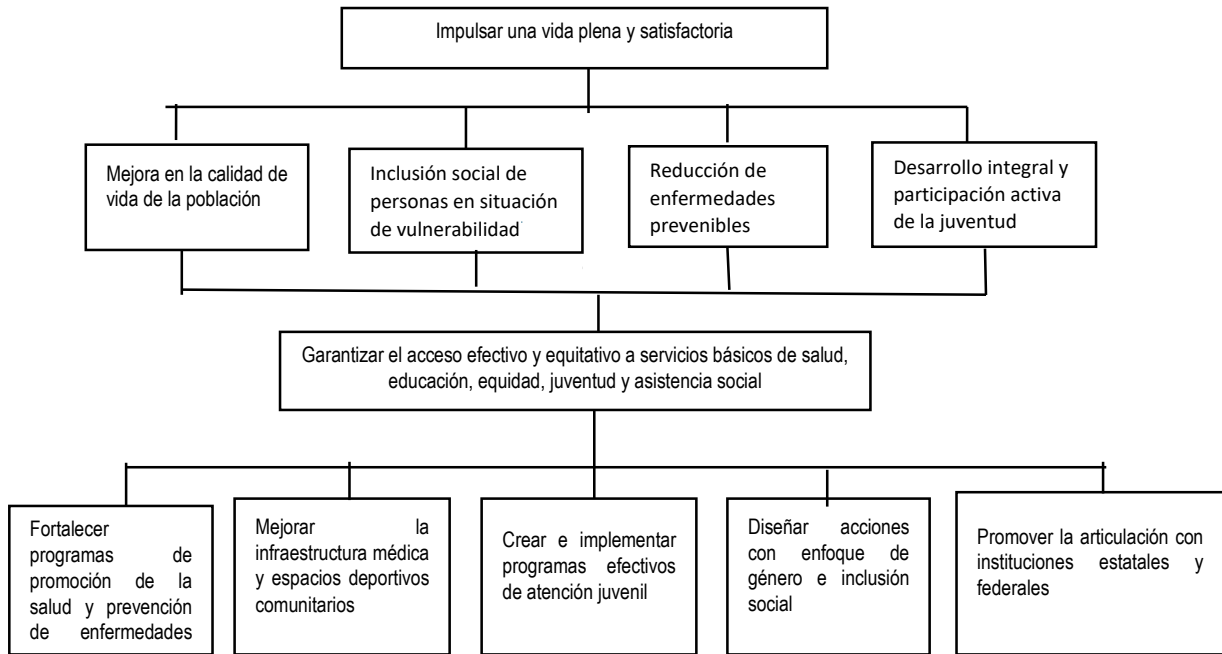 Impulsar una vida plena y satisfactoria
Mejora en la calidad de
vida de la población
Inclusión social de
personas en situación
de vulnerabilidad
Reducción de
enfermedades
prevenibles
Desarrollo integral y
participación activa
de la juventud
Garantizar el acceso efectivo y equitativo a servicios básicos de salud,
educación, equidad, juventud y asistencia social
Fortalecer
programas de
promoción de la
salud y prevención
de enfermedades
Mejorar la
infraestructura médica
y espacios deportivos
comunitarios
Crear e implementar
programas efectivos
de atención juvenil
Diseñar acciones
con enfoque de
género e inclusión
social
Promover la articulación con
instituciones estatales y
federales